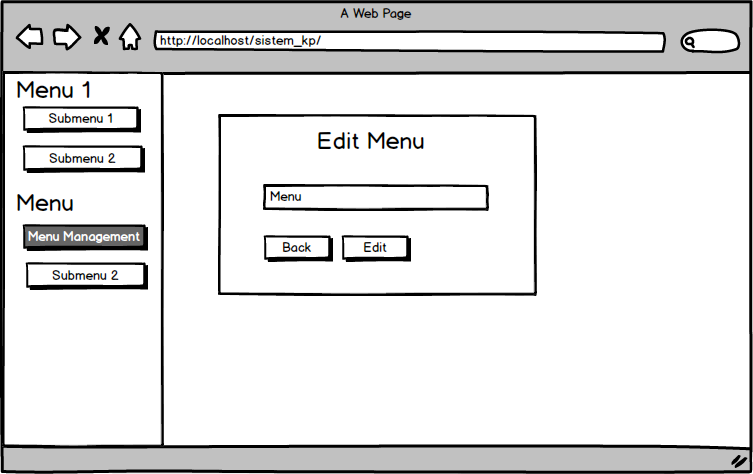 A Web Page
http://localhost/sistem_kp/
Menu 1
Submenu 1
Submenu 2
Menu
Menu Management
Submenu 2
Edit Menu
Menu
Back Edit